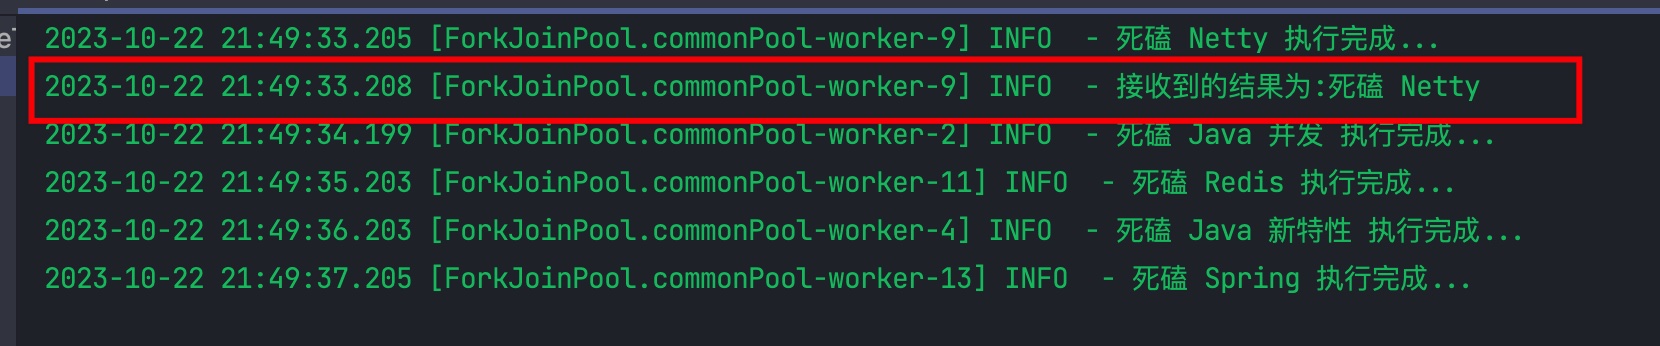 2023-10-22 21:49:33.205 [ForkJoinPool.commonPool-worker-9] INFO  - 死磕 Netty 执行完成...
2023-10-22 21:49:33.208 [ForkJoinPool.commonPool-worker-9] INFO  - 接收到的结果为:死磕 Netty
2023-10-22 21:49:34.199 [ForkJoinPool.commonPool-worker-2] INFO  - 死磕 Java 并发 执行完成...
2023-10-22 21:49:35.203 [ForkJoinPool.commonPool-worker-11] INFO  - 死磕 Redis 执行完成...
2023-10-22 21:49:36.203 [ForkJoinPool.commonPool-worker-4] INFO  - 死磕 Java 新特性 执行完成...
2023-10-22 21:49:37.205 [ForkJoinPool.commonPool-worker-13] INFO  - 死磕 Spring 执行完成...